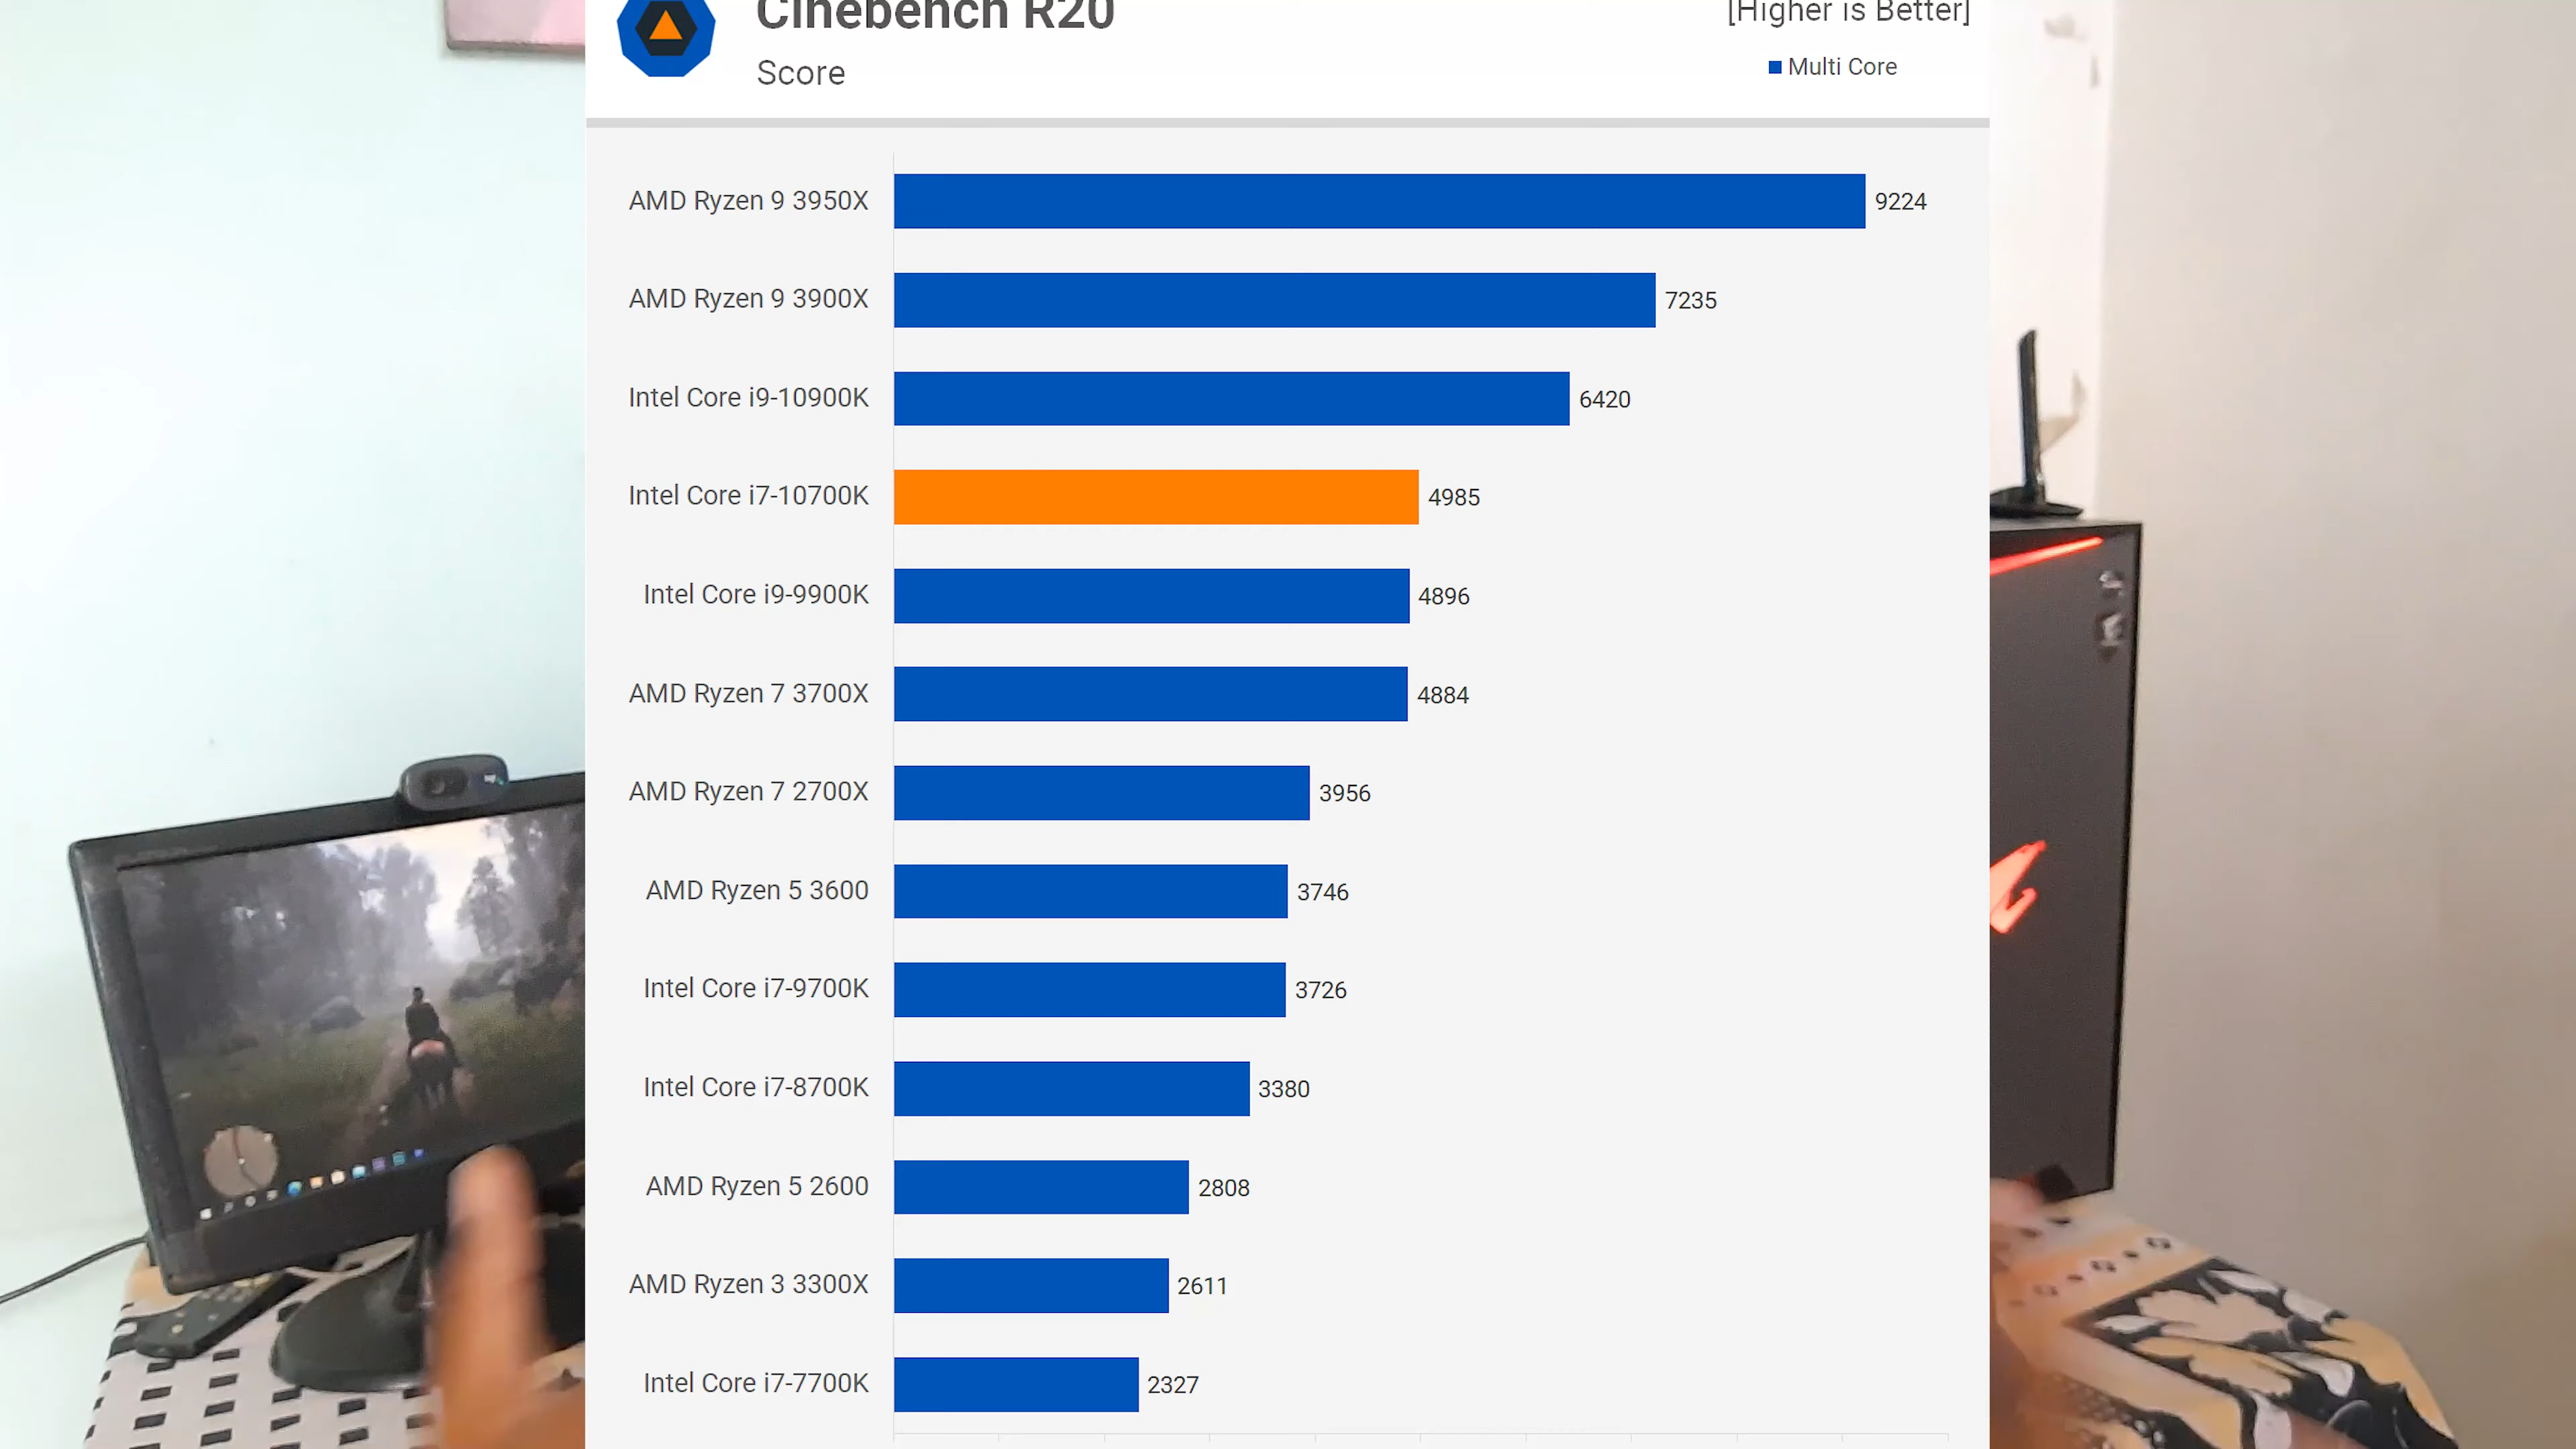 Cinebench R20
[Higher is Better]
Score
Multi Core
AMD Ryzen 9 3950X 9224
AMD Ryzen 9 3900X 7235
Intel Core i9-10900K 6420
Intel Core i7-10700K 4985
Intel Core i9-9900K 4896
AMD Ryzen 7 3700X 4884
AMD Ryzen 7 2700X 3956
AMD Ryzen 5 3600 3746
Intel Core i7-9700K 3726
Intel Core i7-8700K 3380
AMD Ryzen 5 2600 2808
AMD Ryzen 3 3300X 2611
Intel Core i7-7700K 2327